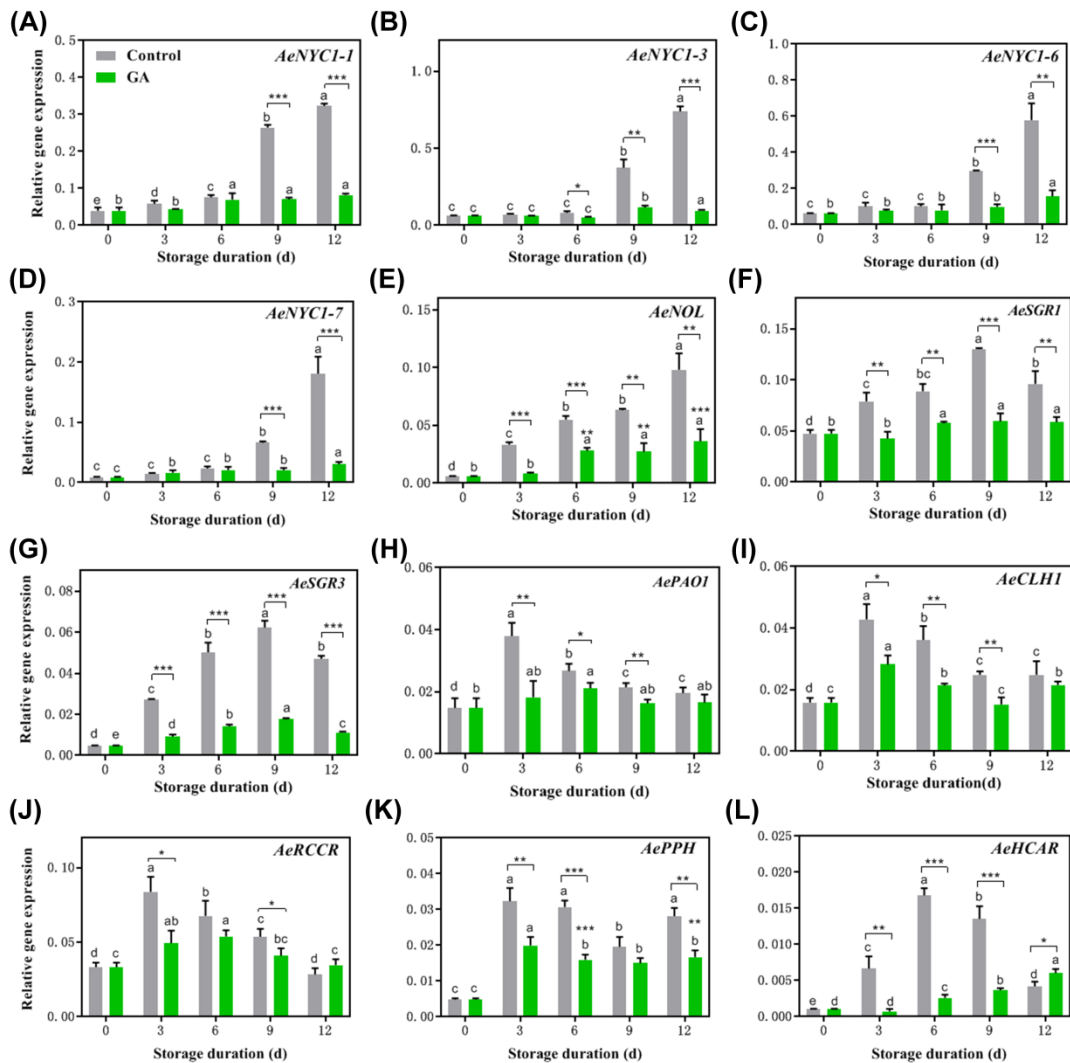 (A)
(B)
(C)
Relative gene expression
0.5
0.4
0.3
0.2
0.1
0.0
Control
GA
AeNYC1-1
e b d c c a b a a a
*** ***
0 3 6 9 12
Storage duration (d)
1.0
0.5
0.0
AeNYC1-3
c c c c c c b b a a
* ** ***
0 3 6 9 12
Storage duration (d)
1.0
0.8
0.6
0.4
0.2
0.0
AeNYC1-6
c b c b c b b b a a
*** **
0 3 6 9 12
Storage duration (d)
(D)
(E)
(F)
Relative gene expression
0.3
0.2
0.1
0.0
AeNYC1-7
c c c b c b b b a a
*** ***
0 3 6 9 12
Storage duration (d)
0.15
0.10
0.05
0.00
AeNOL
d b c b b a b a a a
*** *** ** **
** ** ***
0 3 6 9 12
Storage duration (d)
0.15
0.10
0.05
0.00
AeSGR1
d b c b bc a a a b a
** ** *** **
0 3 6 9 12
Storage duration (d)
(G)
(H)
(I)
Relative gene expression
0.08
0.06
0.04
0.02
0.00
AeSGR3
d e c d b b a a b c
*** *** *** ***
0 3 6 9 12
Storage duration (d)
0.06
0.04
0.02
0.00
AePAO1
d b a ab b a c ab c ab
** * **
0 3 6 9 12
Storage duration (d)
0.06
0.04
0.02
0.00
AeCLH1
d c a a b b c c c b
* ** **
0 3 6 9 12
Storage duration(d)
(J)
(K)
(L)
Relative gene expression
0.10
0.05
0.00
AeRCCR
d c a ab b a c bc d c
* *
0 3 6 9 12
Storage duration (d)
0.05
0.04
0.03
0.02
0.01
0.00
AePPH
c c a a a b b b a b
** *** **
*** **
0 3 6 9 12
Storage duration (d)
0.025
0.020
0.015
0.010
0.005
0.000
AeHCAR
e d c d a c b b d a
** *** *** *
0 3 6 9 12
Storage duration (d)